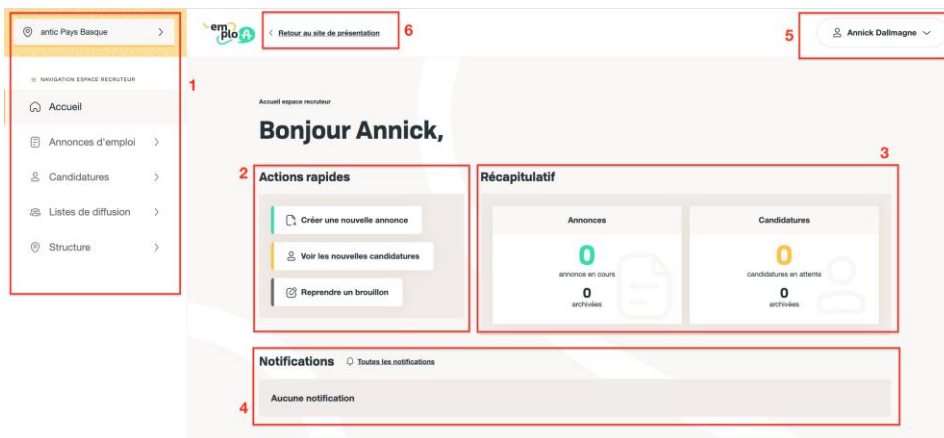 antic Pays Basque
NAVIGATION ESPACE RECRUTEUR
Accueil
Annonces d'emploi
Candidatures
Listes de diffusion
Structure
1
emploA
Retour au site de présentation
6
5
Annick Dallmagne
Accueil espace recruteur
Bonjour Annick,
2
Actions rapides
Créer une nouvelle annonce
Voir les nouvelles candidatures
Reprendre un brouillon
3
Récapitulatif
Annonces
0
annonce en cours
0
archivées
Candidatures
0
candidatures en attente
0
archivées
Notifications Toutes les notifications
4
Aucune notification